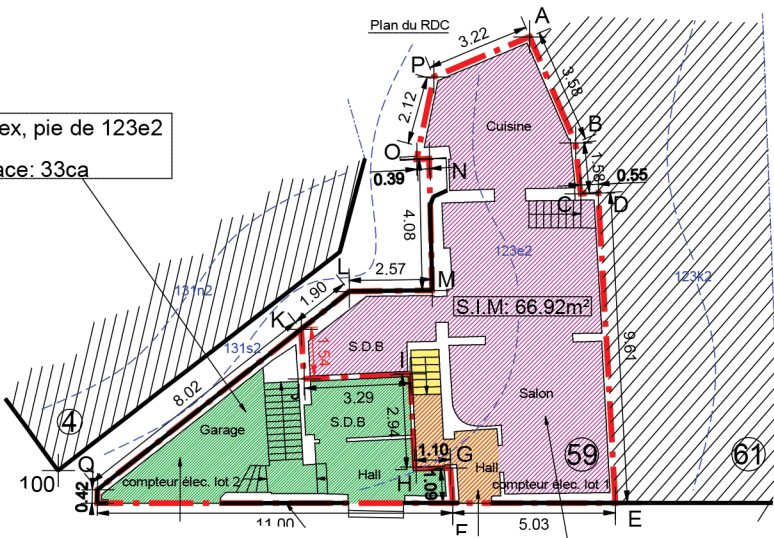 Plan du RDC
A
3.22
P
3.58
ex, pie de 123e2
2.12
Cuisine
B
ace: 33ca
O
1.58
0.55
0.39
N
C
D
4.08
123e2
L
2.57
M
131n2
123k2
1.90
S.I.M: 66.92m²
K
131s2
1.54
S.D.B
I
9.61
8.02
3.29
J
Salon
S.D.B
2.94
4
Garage
1.10
G
59
61
Q
Hall
Hall
100
compteur élec. lot 2
H
1.09
compteur élec. lot 1
0.42
11.00
F
5.03
E